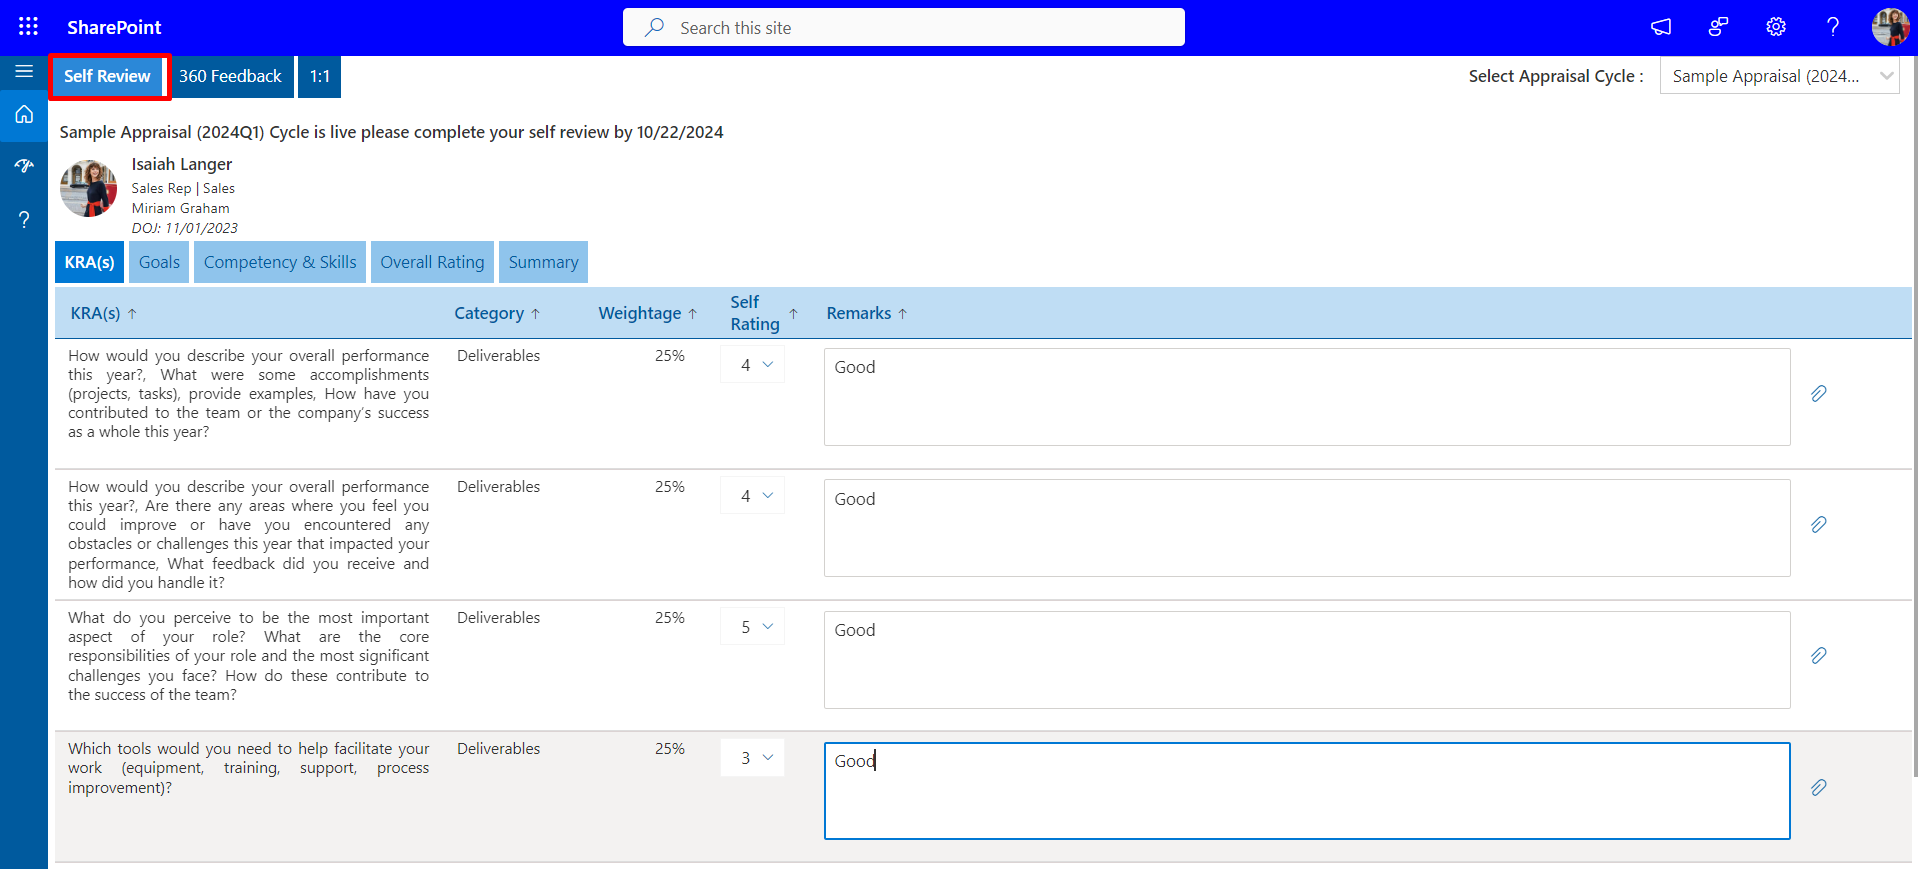 SharePoint
Search this site
Self Review
360 Feedback
1:1
Select Appraisal Cycle :
Sample Appraisal (2024...
Sample Appraisal (2024Q1) Cycle is live please complete your self review by 10/22/2024
Isaiah Langer
Sales Rep | Sales
Miriam Graham
DOJ: 11/01/2023
KRA(s)
Goals
Competency & Skills
Overall Rating
Summary
KRA(s) ↑
Category ↑
Weightage ↑
Self
Rating ↑
Remarks ↑
How would you describe your overall performance
this year?, What were some accomplishments
(projects, tasks), provide examples, How have you
contributed to the team or the company's success
as a whole this year?
Deliverables
25%
4
Good
How would you describe your overall performance
this year?, Are there any areas where you feel you
could improve or have you encountered any
obstacles or challenges this year that impacted your
performance, What feedback did you receive and
how did you handle it?
Deliverables
25%
4
Good
What do you perceive to be the most important
aspect of your role? What are the core
responsibilities of your role and the most significant
challenges you face? How do these contribute to
the success of the team?
Deliverables
25%
5
Good
Which tools would you need to help facilitate your
work (equipment, training, support, process
improvement)?
Deliverables
25%
3
Good